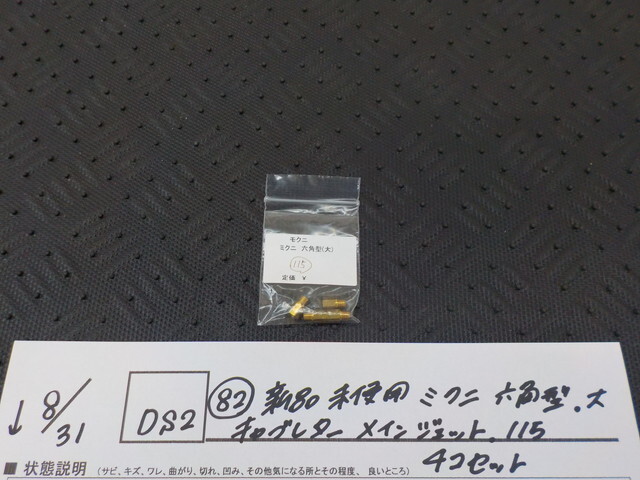 モクニ
ミクニ 六角型(大)
115
定価 ¥
↓ 8/31 DS2 82 新品 未使用 ミクニ 六角型.大
キャブレター メインジェット.115
4コセット
■ 状態説明 (サビ、キズ、ワレ、曲がり、切れ、凹み、その他気になる所とその程度、良いところ)